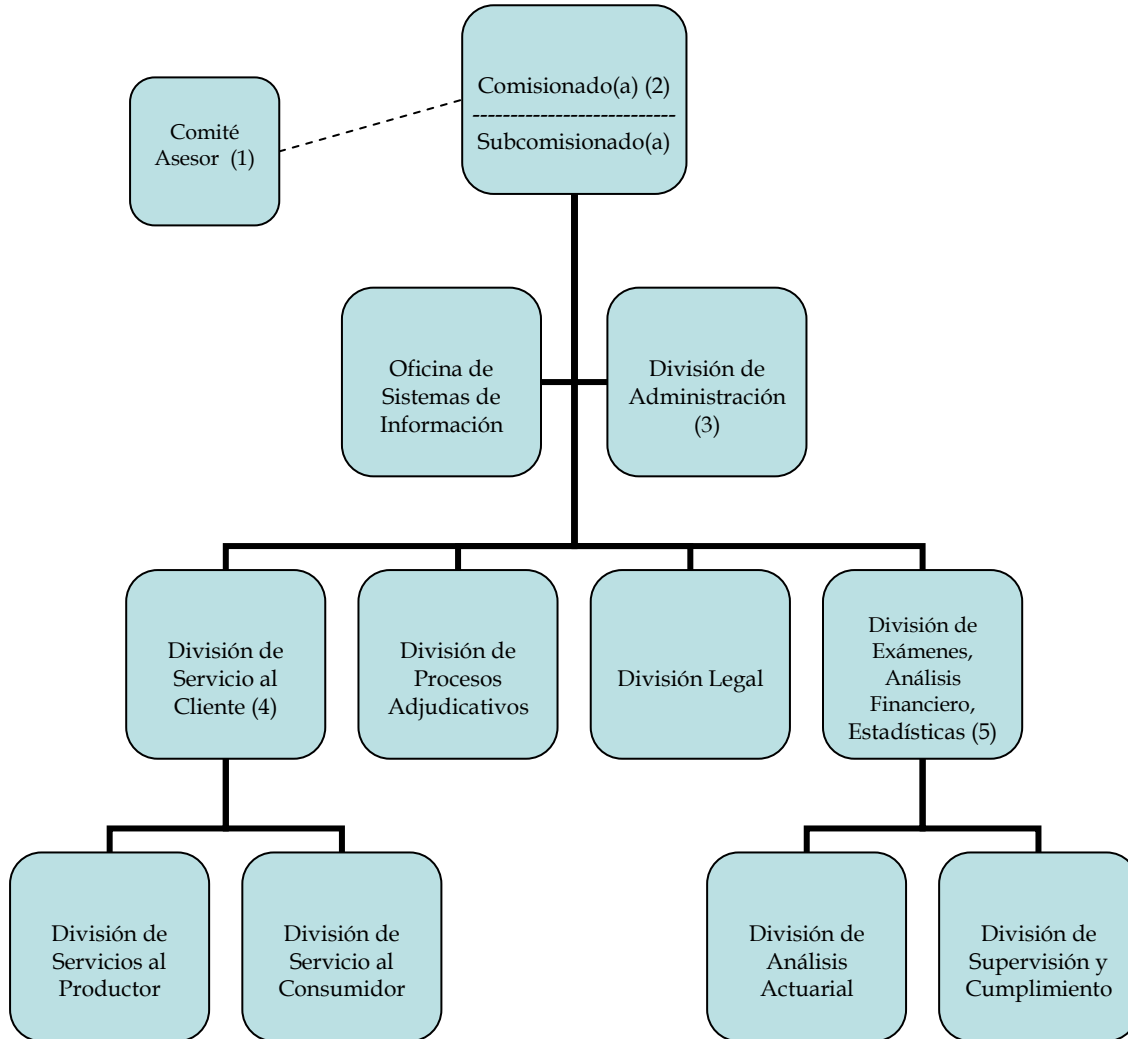 Comisionado(a) (2)
-----------------------------
Subcomisionado(a)
Comité
Asesor (1)
Oficina de
Sistemas de
Información
División de
Administración
(3)
División de
Servicio al
Cliente (4)
División de
Procesos
Adjudicativos
División Legal
División de
Exámenes,
Análisis
Financiero,
Estadísticas (5)
División de
Servicios al
Productor
División de
Servicio al
Consumidor
División de
Análisis
Actuarial
División de
Supervisión y
Cumplimiento